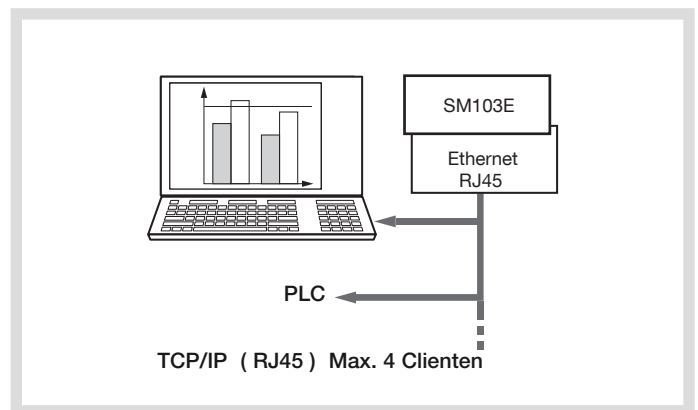 SM103E
Ethernet
RJ45
PLC
TCP/IP ( RJ45 ) Max. 4 Clienten